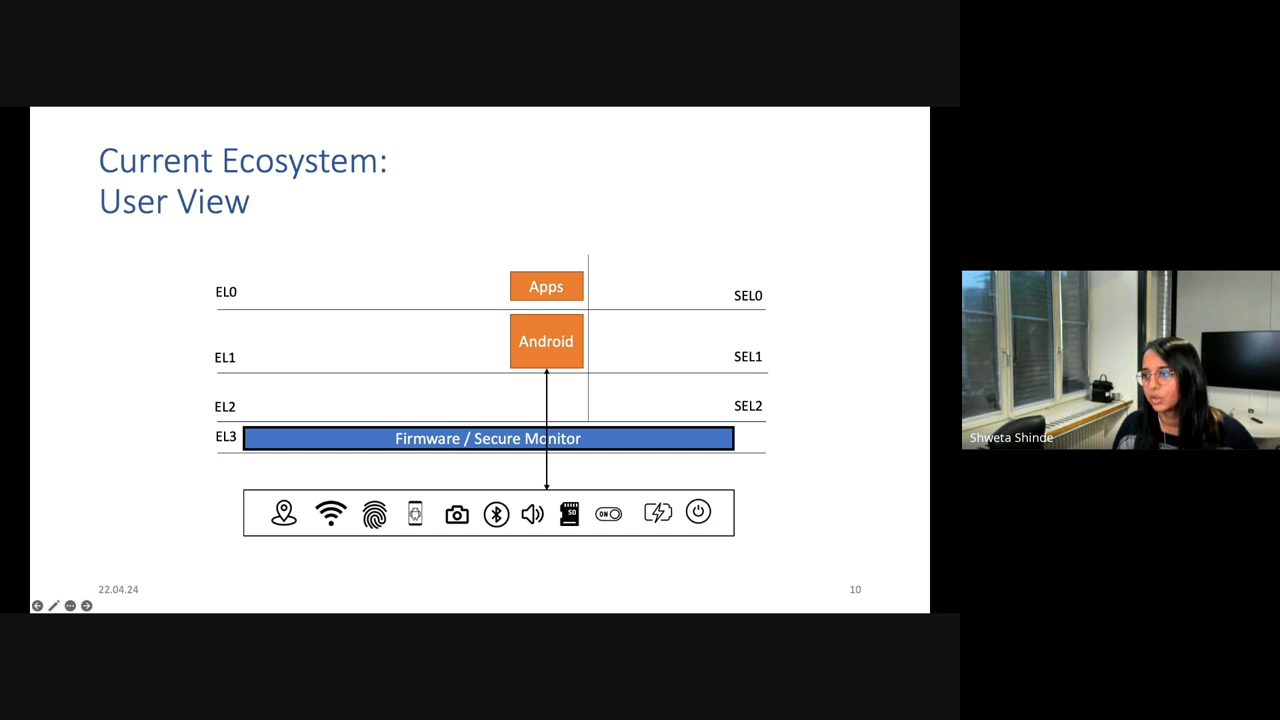 Current Ecosystem:
User View
Apps
EL0
SEL0
Android
EL1
SEL1
EL2
SEL2
EL3
Firmware / Secure Monitor
SD
ON
22.04.24
10
Shweta Shinde